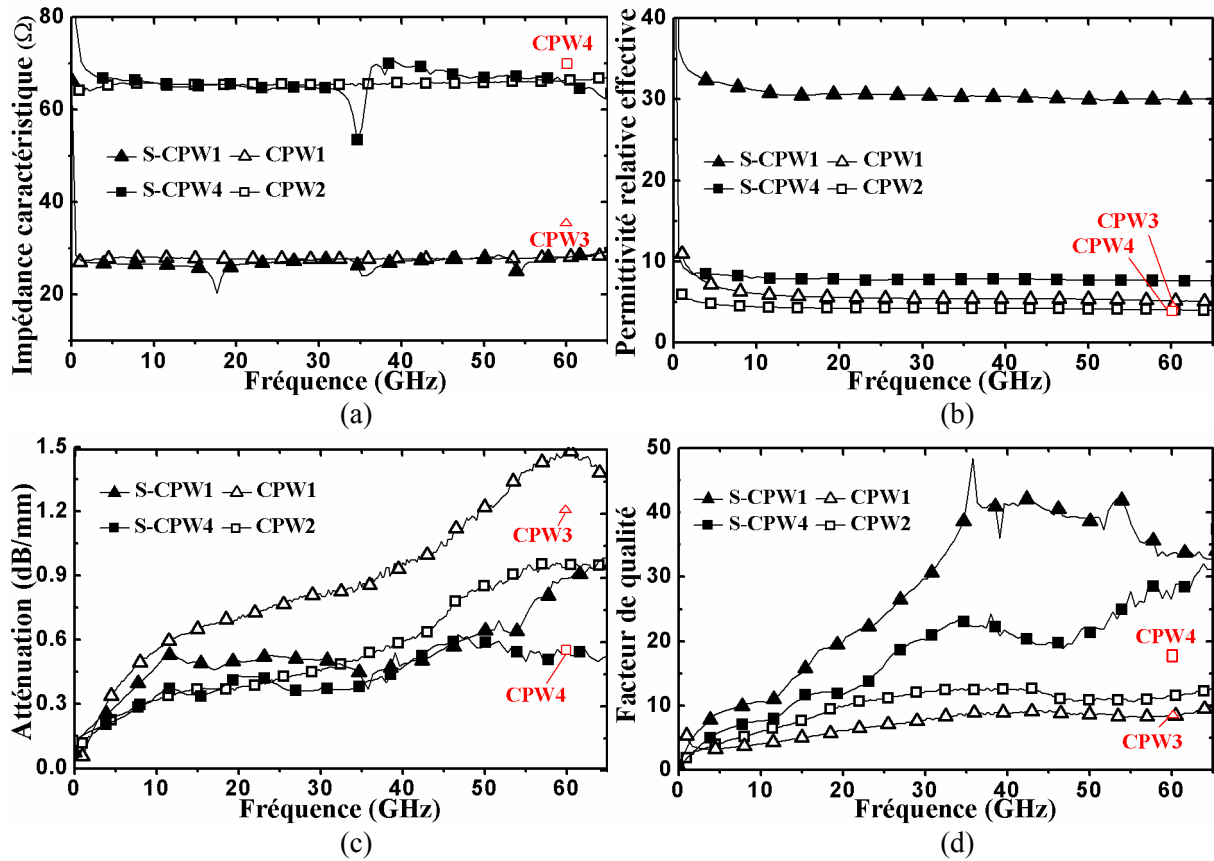 Impédance caractéristique (Ω)
80
60
40
20
CPW4
S-CPW1 CPW1
S-CPW4 CPW2
CPW3
0 10 20 30 40 50 60
Fréquence (GHz)
(a)
Permittivité relative effective
40
30
20
10
0
S-CPW1 CPW1
S-CPW4 CPW2
CPW3
CPW4
0 10 20 30 40 50 60
Fréquence (GHz)
(b)
Atténuation (dB/mm)
1.5
1.2
0.9
0.6
0.3
0.0
S-CPW1 CPW1
S-CPW4 CPW2
CPW3
CPW4
0 10 20 30 40 50 60
Fréquence (GHz)
(c)
Facteur de qualité
50
40
30
20
10
0
S-CPW1 CPW1
S-CPW4 CPW2
CPW4
CPW3
0 10 20 30 40 50 60
Fréquence (GHz)
(d)